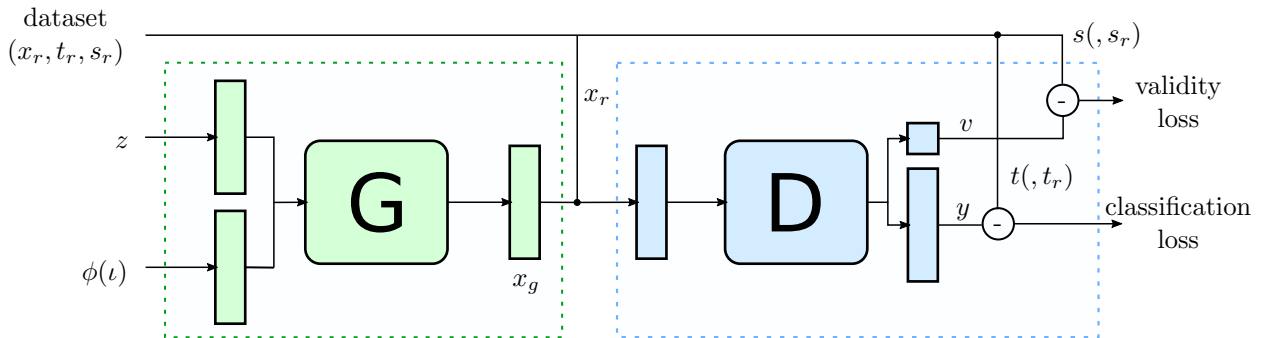 dataset
(x_r, t_r, s_r)
s(, s_r)
x_r
validity
loss
-
z
v
G
D
t(, t_r)
y
-
classification
loss
ϕ(ι)
x_g